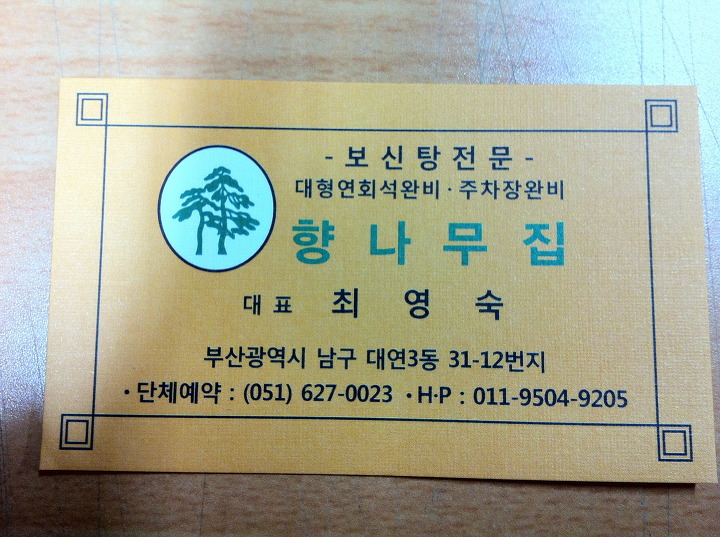 - 보신탕전문 -
대형연회석완비 · 주차장완비
향나무집
대표 최영숙
부산광역시 남구 대연3동 31-12번지
· 단체예약 : (051) 627-0023 · H·P : 011-9504-9205